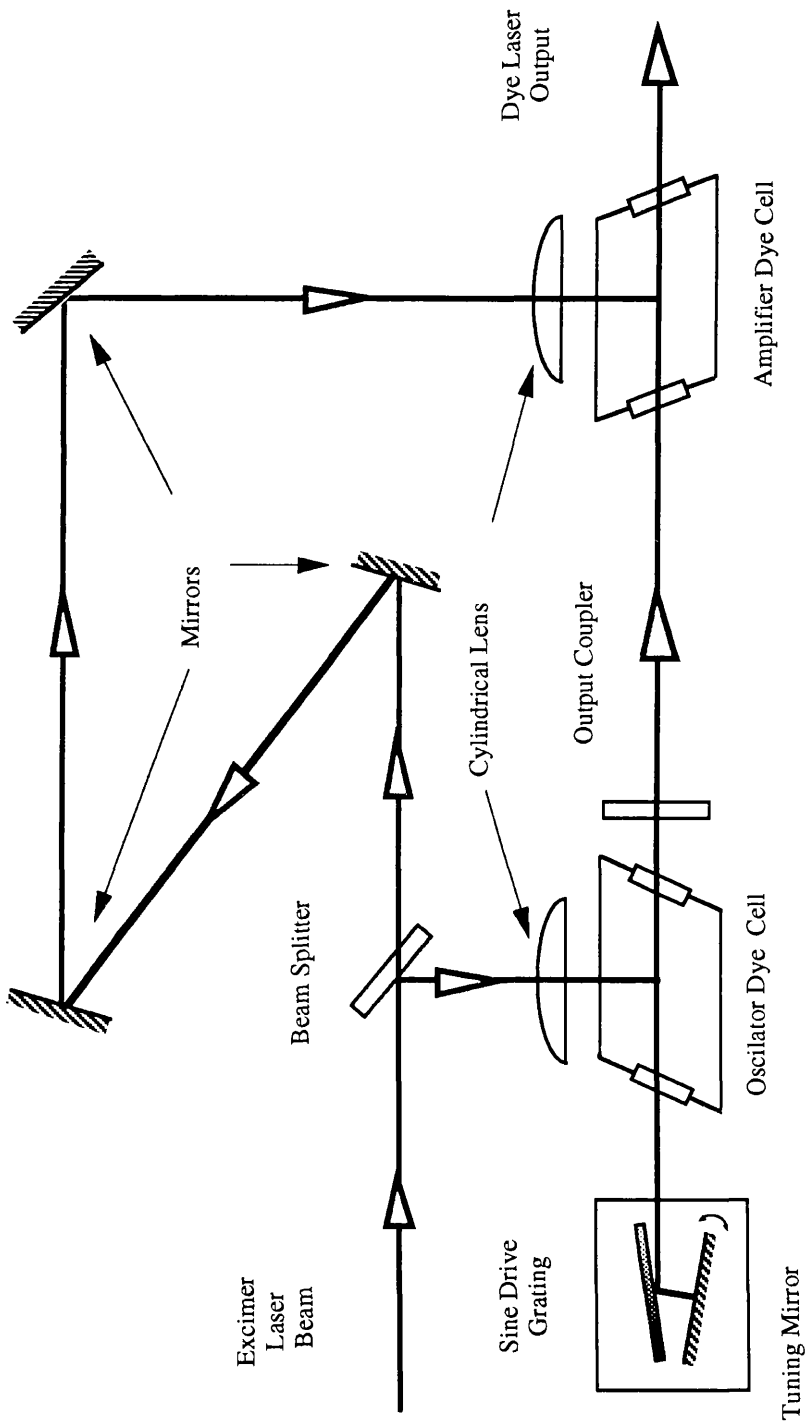 Excimer
Laser
Beam
Beam Splitter
Mirrors
Sine Drive
Grating
Cylindrical Lens
Output Coupler
Dye Laser
Output
Tuning Mirror
Oscilator Dye Cell
Amplifier Dye Cell